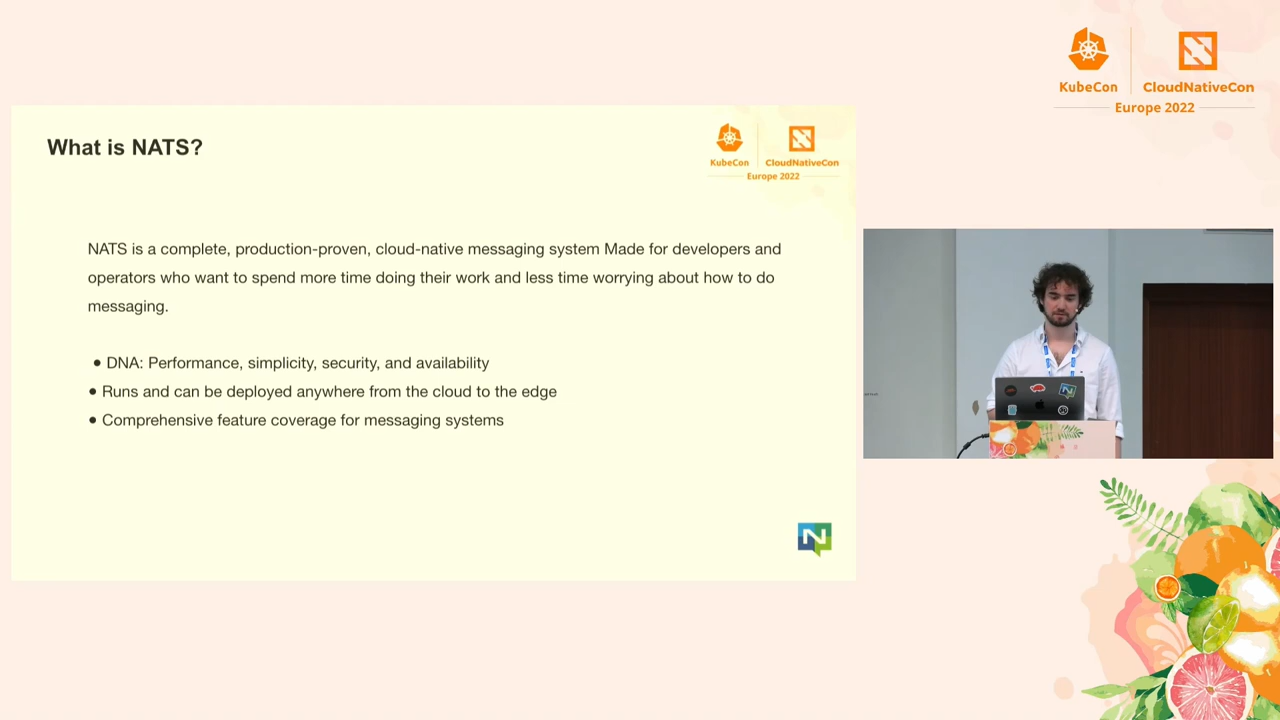 KubeCon
CloudNativeCon
Europe 2022
What is NATS?
KubeCon
CloudNativeCon
Europe 2022
NATS is a complete, production-proven, cloud-native messaging system Made for developers and
operators who want to spend more time doing their work and less time worrying about how to do
messaging.
● DNA: Performance, simplicity, security, and availability
● Runs and can be deployed anywhere from the cloud to the edge
● Comprehensive feature coverage for messaging systems
N